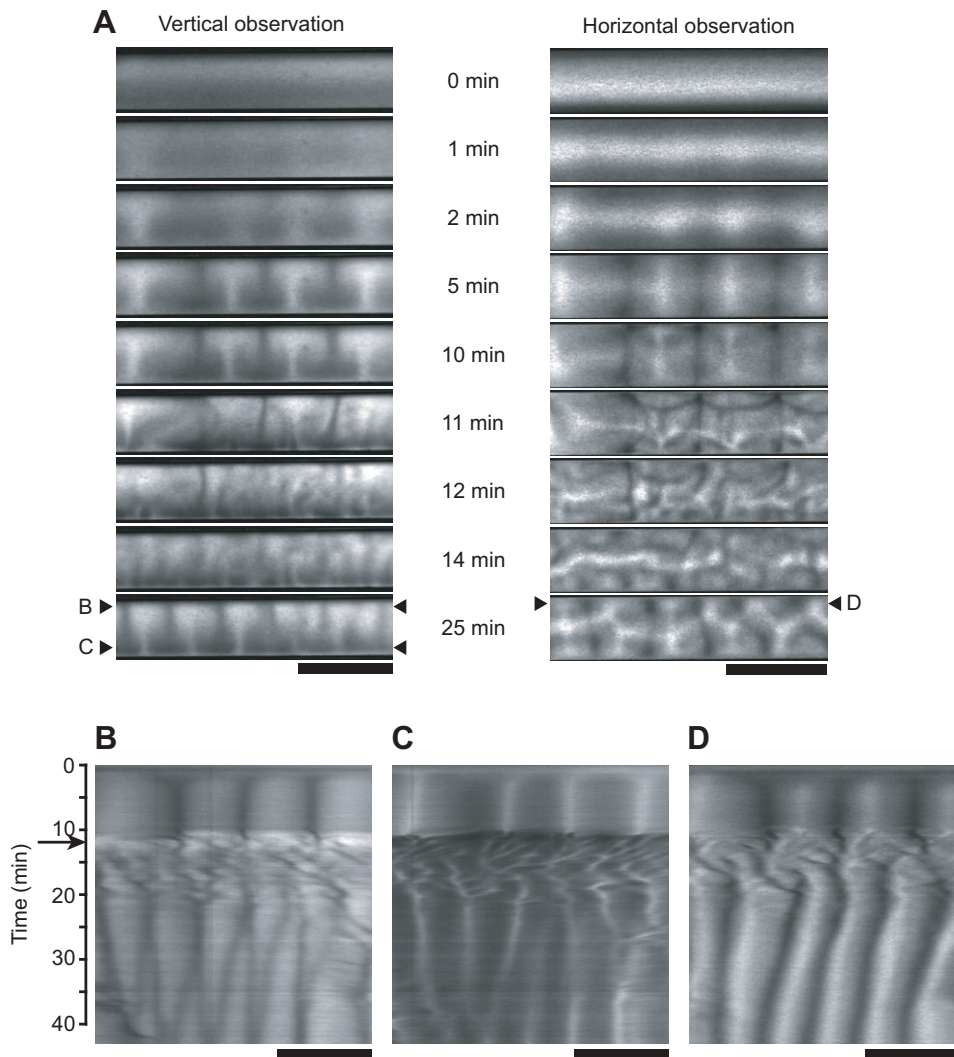 A
Vertical observation
Horizontal observation
0 min
1 min
2 min
5 min
10 min
11 min
12 min
14 min
B
D
25 min
C
B
C
D
0
10
20
30
40
Time (min)